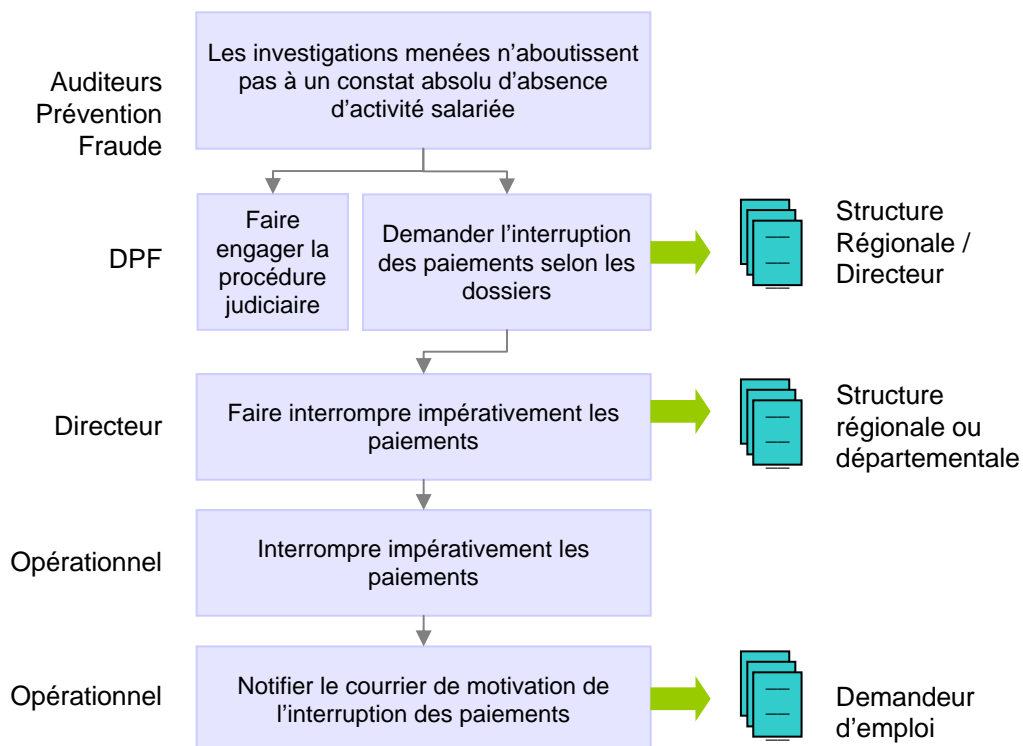 Les investigations menées n'aboutissent
pas à un constat absolu d'absence
d'activité salariée
Auditeurs
Prévention
Fraude
DPF
Faire
engager la
procédure
judiciaire
Demander l'interruption
des paiements selon les
dossiers
Structure
Régionale /
Directeur
Directeur
Faire interrompre impérativement les
paiements
Structure
régionale ou
départementale
Opérationnel
Interrompre impérativement les
paiements
Opérationnel
Notifier le courrier de motivation de
l'interruption des paiements
Demandeur
d'emploi